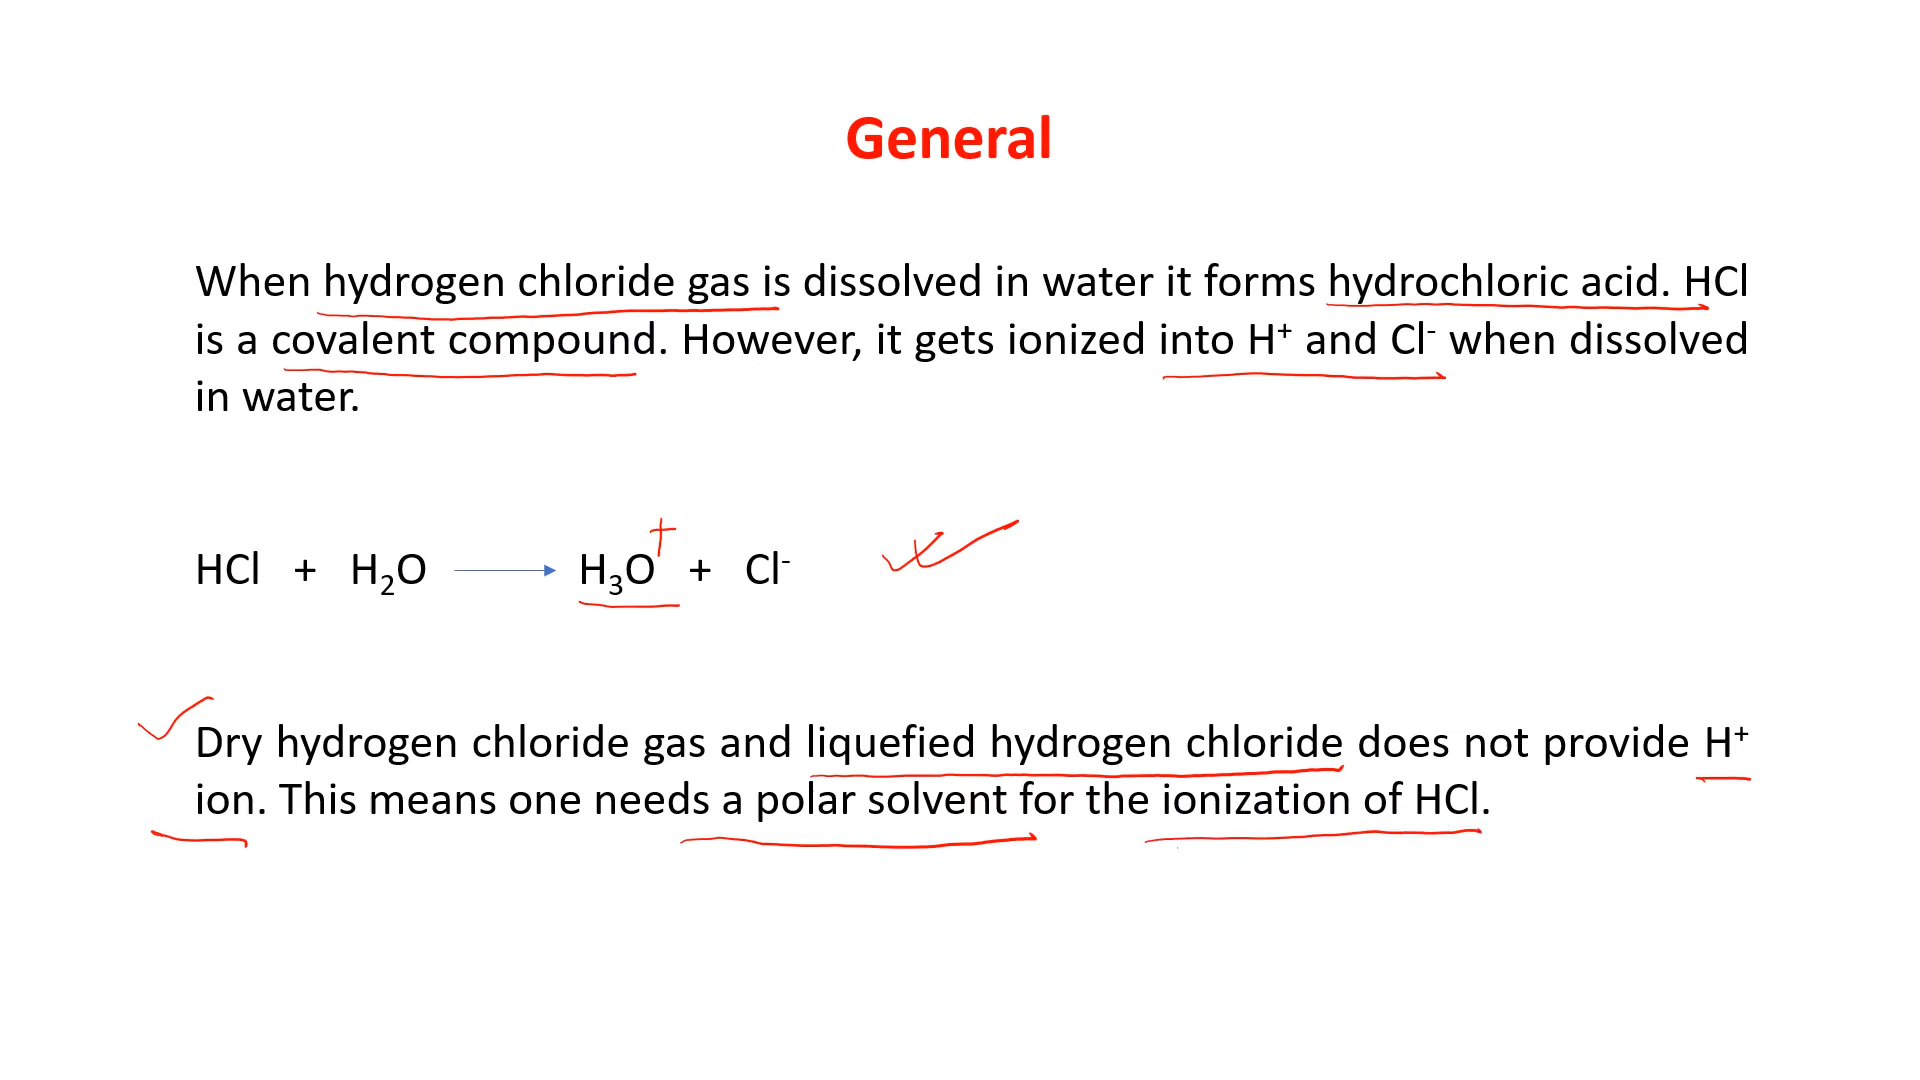 General
When hydrogen chloride gas is dissolved in water it forms hydrochloric acid. HCl
is a covalent compound. However, it gets ionized into H⁺ and Cl⁻ when dissolved
in water.
HCl + H₂O ⟶ H₃O⁺ + Cl⁻
Dry hydrogen chloride gas and liquefied hydrogen chloride does not provide H⁺
ion. This means one needs a polar solvent for the ionization of HCl.